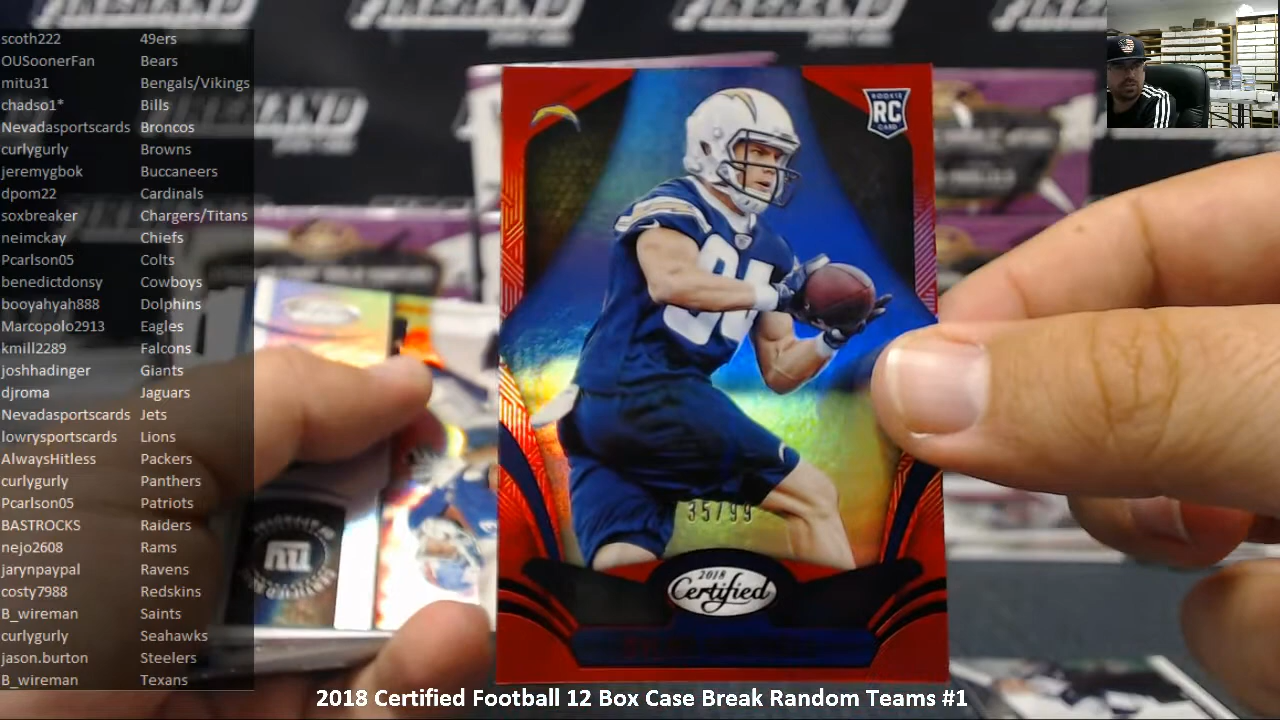 scoth222 49ers
OUSoonerFan Bears
mitu31 Bengals/Vikings
chadso1* Bills
Nevadasportscards Broncos
curlygurly Browns
jeremygbok Buccaneers
dpom22 Cardinals
soxbreaker Chargers/Titans
neimckay Chiefs
Pcarlson05 Colts
benedictdonsy Cowboys
booyahyah888 Dolphins
Marcopolo2913 Eagles
kmill2289 Falcons
joshhadinger Giants
djroma Jaguars
Nevadasportscards Jets
lowrysportscards Lions
AlwaysHitless Packers
curlygurly Panthers
Pcarlson05 Patriots
BASTROCKS Raiders
nejo2608 Rams
jarynpaypal Ravens
costy7988 Redskins
B_wireman Saints
curlygurly Seahawks
jason.burton Steelers
B_wireman Texans
ROOKIE
RC
CARD
35/99
2018
Certified
2018 Certified Football 12 Box Case Break Random Teams #1